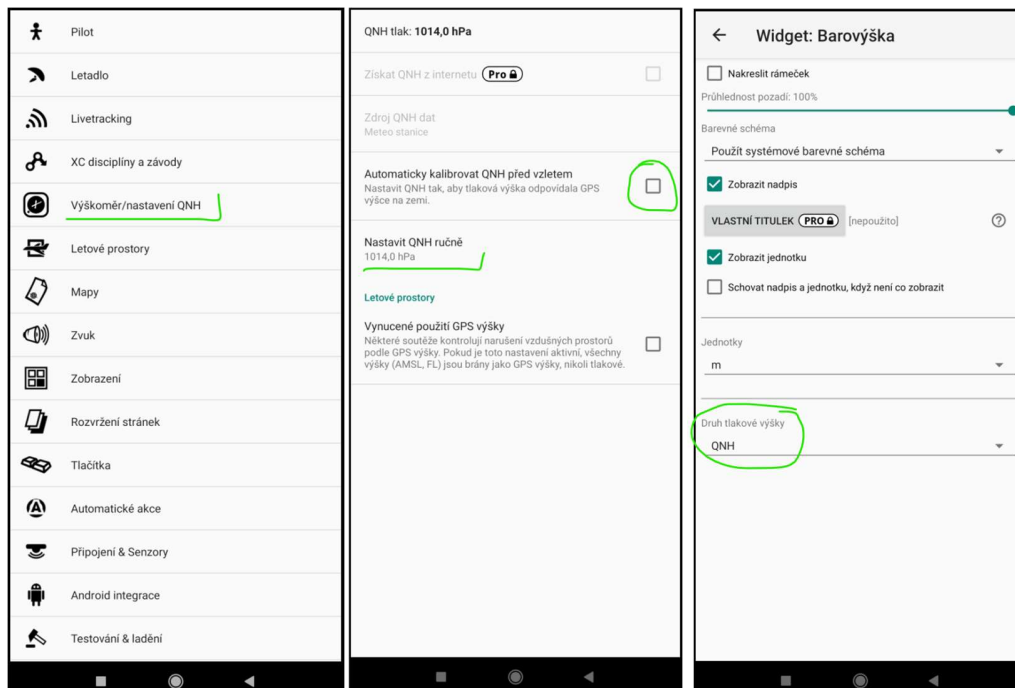 Pilot
Letadlo
Livetracking
XC disciplíny a závody
Výškoměr/nastavení QNH
Letové prostory
Mapy
Zvuk
Zobrazení
Rozvržení stránek
Tlačítka
Automatické akce
Připojení & Senzory
Android integrace
Testování & ladění
QNH tlak: 1014,0 hPa
Získat QNH z internetu Pro
Zdroj QNH dat
Meteo stanice
Automaticky kalibrovat QNH před vzletem
Nastavit QNH tak, aby tlaková výška odpovídala GPS
výšce na zemi.
Nastavit QNH ručně
1014,0 hPa
Letové prostory
Vynucené použití GPS výšky
Některé soutěže kontrolují narušení vzdušných prostorů
podle GPS výšky. Pokud je toto nastavení aktivní, všechny
výšky (AMSL, FL) jsou brány jako GPS výšky, nikoli tlakové.
Widget: Barovýška
Nakreslit rámeček
Průhlednost pozadí: 100%
Barevné schéma
Použít systémové barevné schéma
Zobrazit nadpis
VLASTNÍ TITULEK PRO [nepoužito]
Zobrazit jednotku
Schovat nadpis a jednotku, když není co zobrazit
Jednotky
m
Druh tlakové výšky
QNH